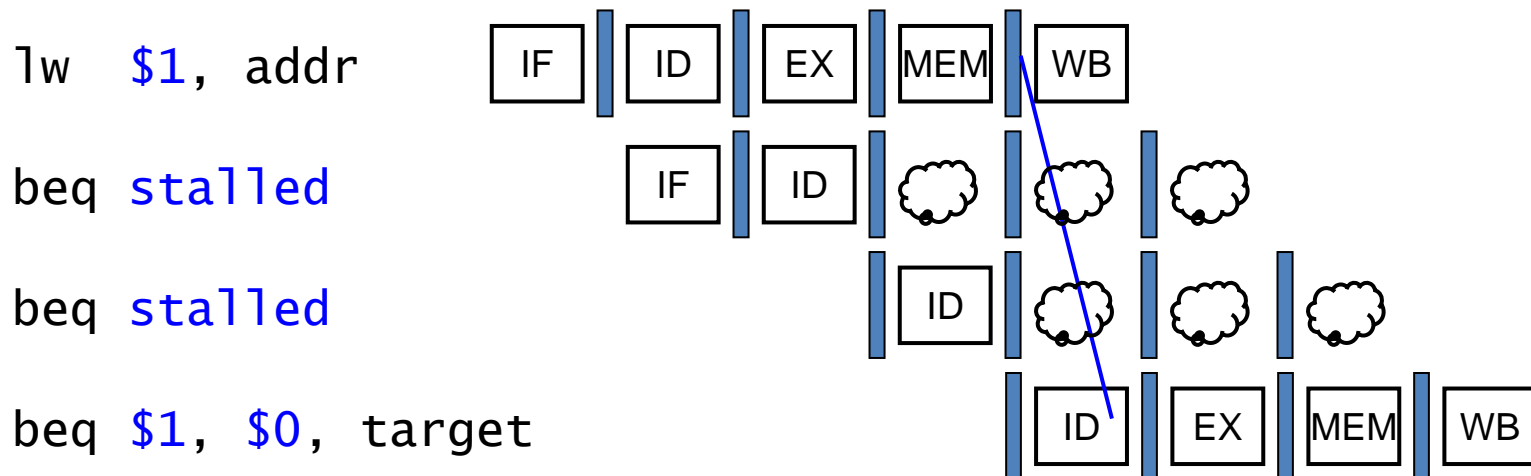 lw $1, addr IF ID EX MEM WB
beq stalled IF ID
beq stalled ID
beq $1, $0, target ID EX MEM WB